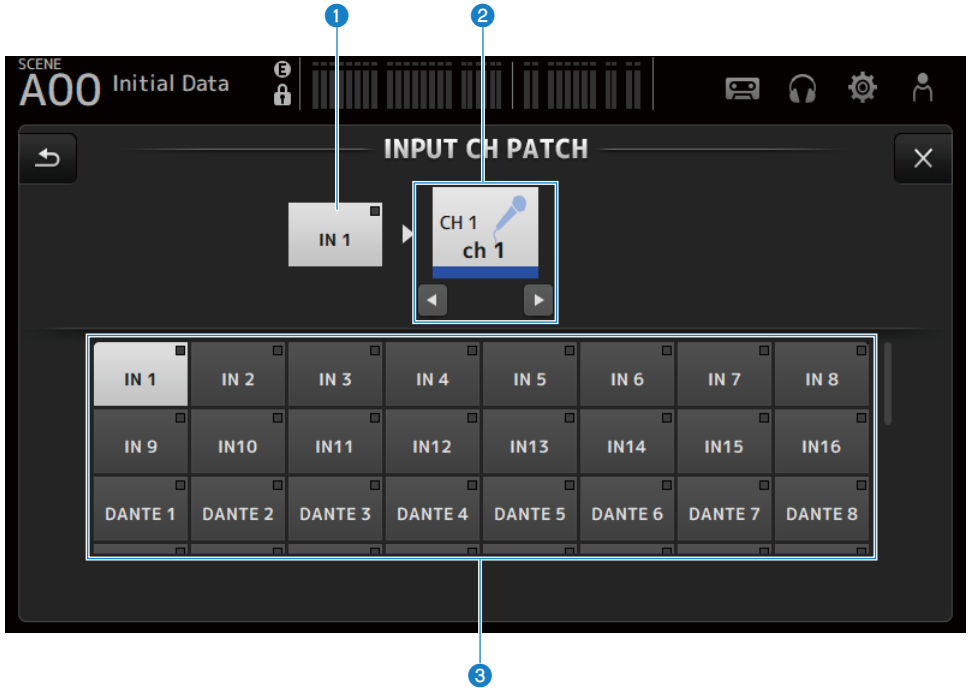 1 2
SCENE
A00 Initial Data E
INPUT CH PATCH
IN 1
CH 1
ch 1
IN 1 IN 2 IN 3 IN 4 IN 5 IN 6 IN 7 IN 8
IN 9 IN10 IN11 IN12 IN13 IN14 IN15 IN16
DANTE 1 DANTE 2 DANTE 3 DANTE 4 DANTE 5 DANTE 6 DANTE 7 DANTE 8
3